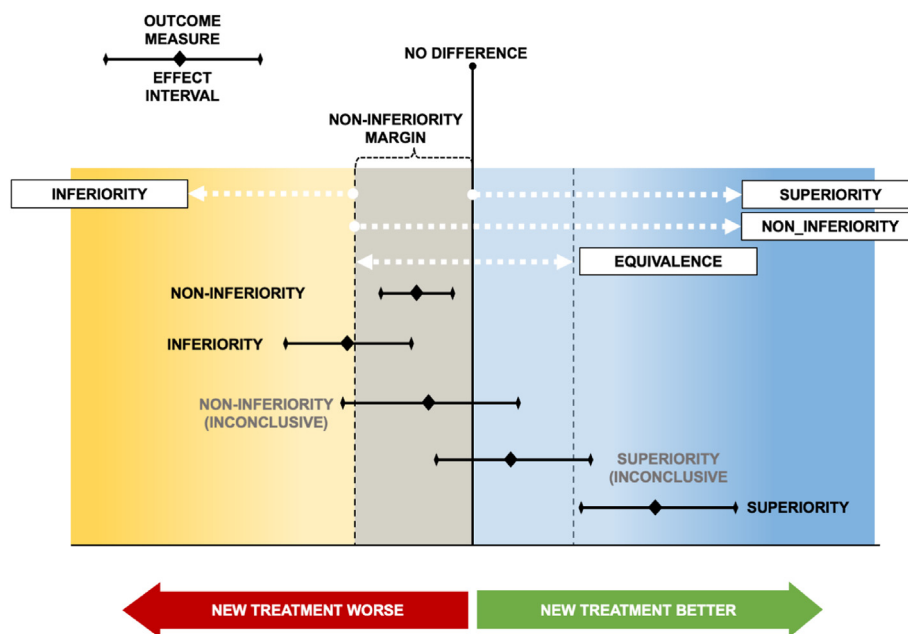 OUTCOME
MEASURE
EFFECT
INTERVAL
NO DIFFERENCE
NON-INFERIORITY
MARGIN
INFERIORITY
SUPERIORITY
NON_INFERIORITY
EQUIVALENCE
NON-INFERIORITY
INFERIORITY
NON-INFERIORITY
(INCONCLUSIVE)
SUPERIORITY
(INCONCLUSIVE
SUPERIORITY
NEW TREATMENT WORSE
NEW TREATMENT BETTER